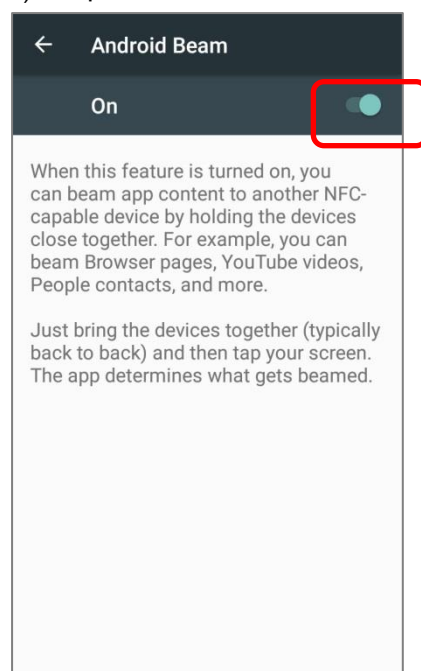 Android Beam
On
When this feature is turned on, you
can beam app content to another NFC-
capable device by holding the devices
close together. For example, you can
beam Browser pages, YouTube videos,
People contacts, and more.
Just bring the devices together (typically
back to back) and then tap your screen.
The app determines what gets beamed.